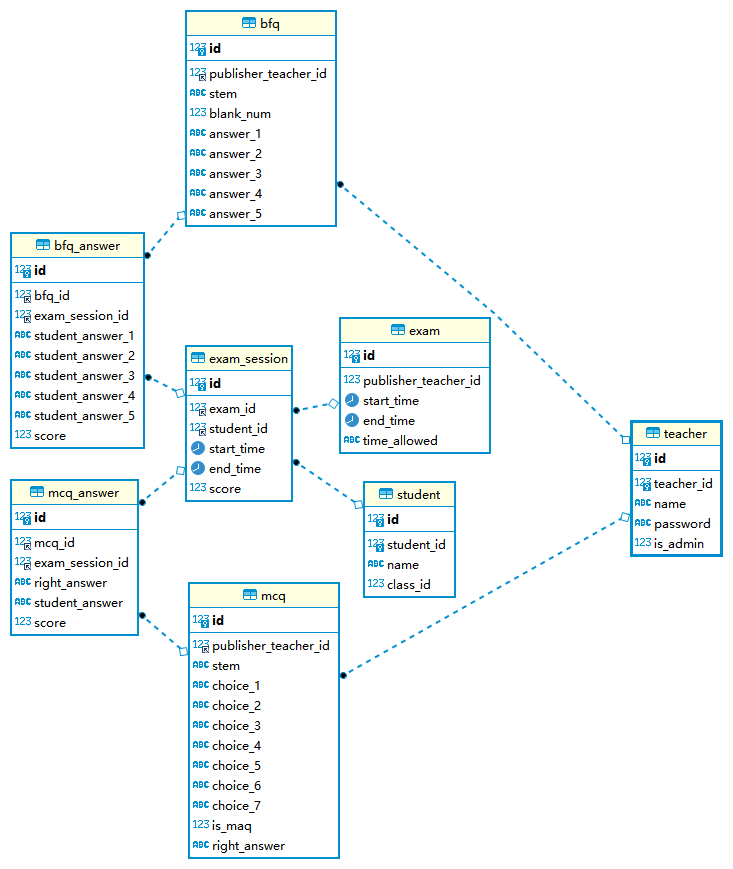 bfq
123 id
123 publisher_teacher_id
ABC stem
123 blank_num
ABC answer_1
ABC answer_2
ABC answer_3
ABC answer_4
ABC answer_5
bfq_answer
123 id
123 bfq_id
123 exam_session_id
ABC student_answer_1
ABC student_answer_2
ABC student_answer_3
ABC student_answer_4
ABC student_answer_5
123 score
exam_session
123 id
123 exam_id
123 student_id
start_time
end_time
123 score
exam
123 id
123 publisher_teacher_id
start_time
end_time
ABC time_allowed
teacher
123 id
123 teacher_id
ABC name
ABC password
123 is_admin
mcq_answer
123 id
123 mcq_id
123 exam_session_id
ABC right_answer
ABC student_answer
123 score
student
123 id
123 student_id
ABC name
123 class_id
mcq
123 id
123 publisher_teacher_id
ABC stem
ABC choice_1
ABC choice_2
ABC choice_3
ABC choice_4
ABC choice_5
ABC choice_6
ABC choice_7
123 is_maq
ABC right_answer